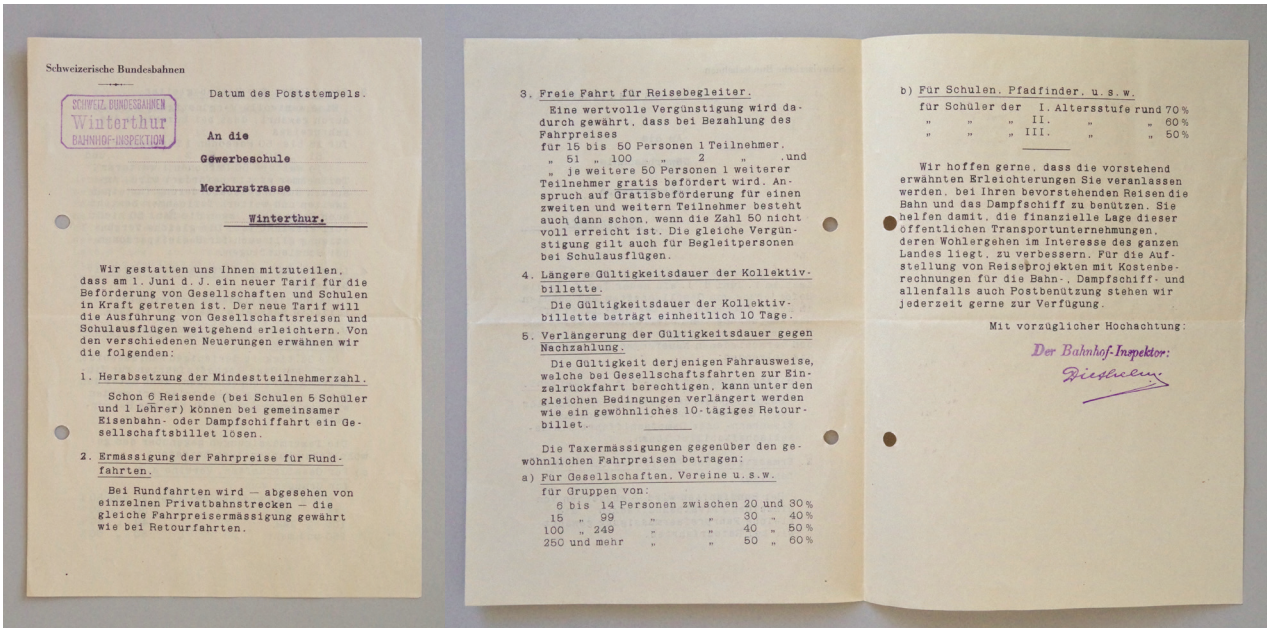 Schweizerische Bundesbahnen
SCHWEIZ. BUNDESBAHNEN
Winterthur
BAHNHOF-INSPEKTION
Datum des Poststempels.
An die
Gewerbeschule
Merkurstrasse
Winterthur.
Wir gestatten uns Ihnen mitzuteilen,
dass am 1. Juni d. J. ein neuer Tarif für die
Beförderung von Gesellschaften und Schulen
in Kraft getreten ist. Der neue Tarif will
die Ausführung von Gesellschaftsreisen und
Schulausflügen weitgehend erleichtern. Von
den verschiedenen Neuerungen erwähnen wir
die folgenden:
1. Herabsetzung der Mindestteilnehmerzahl.
Schon 6 Reisende (bei Schulen 5 Schüler
und 1 Lehrer) können bei gemeinsamer
Eisenbahn- oder Dampfschiffahrt ein Ge-
sellschaftsbillet lösen.
2. Ermässigung der Fahrpreise für Rund-
fahrten.
Bei Rundfahrten wird — abgesehen von
einzelnen Privatbahnstrecken — die
gleiche Fahrpreisermässigung gewährt
wie bei Retourfahrten.
3. Freie Fahrt für Reisebegleiter.
Eine wertvolle Vergünstigung wird da-
durch gewährt, dass bei Bezahlung des
Fahrpreises
für 15 bis 50 Personen 1 Teilnehmer.
„ 51 „ 100 „ 2 „ .und
„ je weitere 50 Personen 1 weiterer
Teilnehmer gratis befördert wird. An-
spruch auf Gratisbeförderung für einen
zweiten und weitern Teilnehmer besteht
auch dann schon, wenn die Zahl 50 nicht
voll erreicht ist. Die gleiche Vergün-
stigung gilt auch für Begleitpersonen
bei Schulausflügen.
4. Längere Gültigkeitsdauer der Kollektiv-
billette.
Die Gültigkeitsdauer der Kollektiv-
billette beträgt einheitlich 10 Tage.
5. Verlängerung der Gültigkeitsdauer gegen
Nachzahlung.
Die Gültigkeit derjenigen Fahrausweise,
welche bei Gesellschaftsfahrten zur Ein-
zelrückfahrt berechtigen, kann unter den
gleichen Bedingungen verlängert werden
wie ein gewöhnliches 10-tägiges Retour-
billet.
Die Taxermässigungen gegenüber den ge-
wöhnlichen Fahrpreisen betragen:
a) Für Gesellschaften. Vereine u. s. w.
für Gruppen von:
6 bis 14 Personen zwischen 20 und 30%
15 „ 99 „ „ 30 „ 40%
100 „ 249 „ „ 40 „ 50%
250 und mehr „ „ 50 „ 60%
b) Für Schulen. Pfadfinder. u. s. w.
für Schüler der I. Altersstufe rund 70%
„ „ „ II. „ „ 60%
„ „ „ III. „ „ 50%
Wir hoffen gerne, dass die vorstehend
erwähnten Erleichterungen Sie veranlassen
werden, bei Ihren bevorstehenden Reisen die
Bahn und das Dampfschiff zu benützen. Sie
helfen damit, die finanzielle Lage dieser
öffentlichen Transportunternehmungen,
deren Wohlergehen im Interesse des ganzen
Landes liegt, zu verbessern. Für die Auf-
stellung von Reiseprojekten mit Kostenbe-
rechnungen für die Bahn-, Dampfschiff- und
allenfalls auch Postbenützung stehen wir
jederzeit gerne zur Verfügung.
Mit vorzüglicher Hochachtung:
Der Bahnhof-Inspektor: